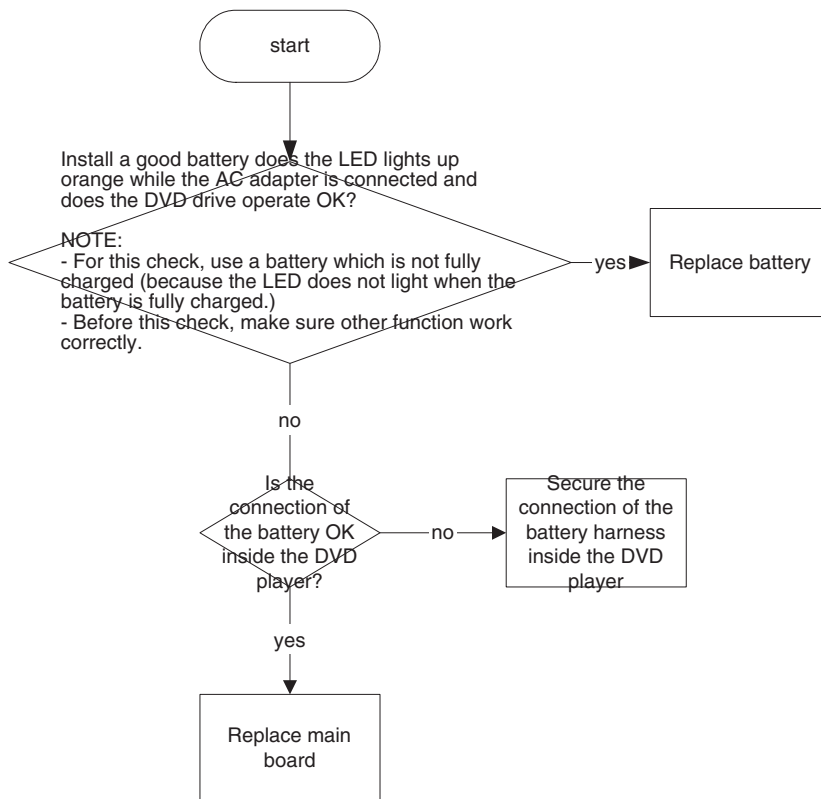 start
Install a good battery does the LED lights up
orange while the AC adapter is connected and
does the DVD drive operate OK?
NOTE:
- For this check, use a battery which is not fully
charged (because the LED does not light when the
battery is fully charged.)
- Before this check, make sure other function work
correctly.
yes
Replace battery
no
Is the
connection of
the battery OK
inside the DVD
player?
no
Secure the
connection of the
battery harness
inside the DVD
player
yes
Replace main
board